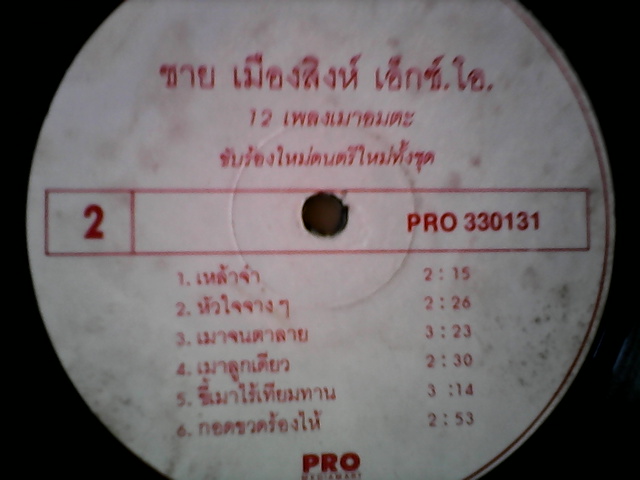 ชาย เมืองสิงห์ เอ็กซ์.โอ.
12 เพลงเมาอมตะ
ขับร้องใหม่ดนตรีใหม่ทั้งชุด
2 PRO 330131
1. เหล้าจ๋า 2 : 15
2. หัวใจจาง ๆ 2 : 26
3. เมาจนตาลาย 3 : 23
4. เมาลูกเดียว 2 : 30
5. ขี้เมาไร้เทียมทาน 3 :14
6. กอดขวดร้องไห้ 2 : 53
PRO
MEDIAMART